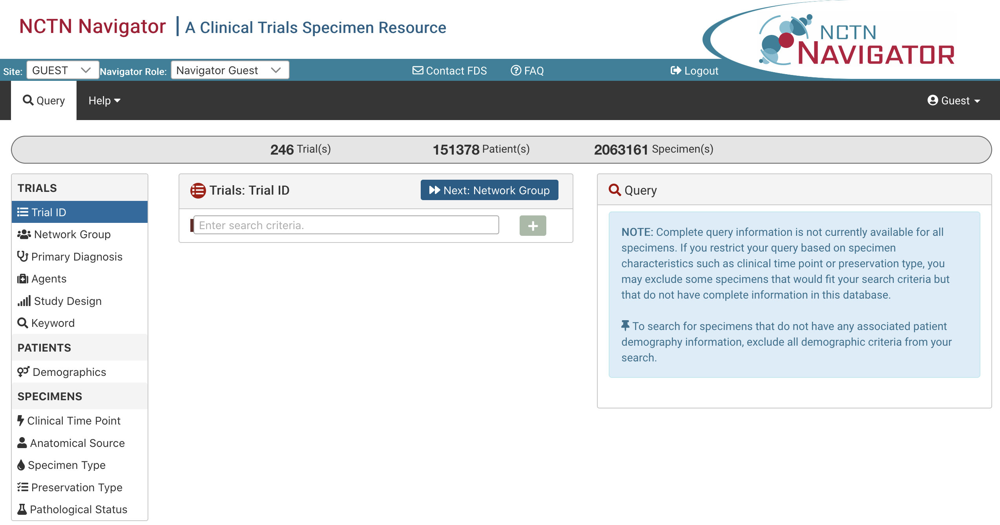 NCTN Navigator | A Clinical Trials Specimen Resource
NCTN
NAVIGATOR
Site: GUEST Navigator Role: Navigator Guest Contact FDS FAQ Logout
Query Help Guest
246 Trial(s) 151378 Patient(s) 2063161 Specimen(s)
TRIALS
Trial ID
Network Group
Primary Diagnosis
Agents
Study Design
Keyword
PATIENTS
Demographics
SPECIMENS
Clinical Time Point
Anatomical Source
Specimen Type
Preservation Type
Pathological Status
Trials: Trial ID Next: Network Group
Enter search criteria.
Query
NOTE: Complete query information is not currently available for all
specimens. If you restrict your query based on specimen
characteristics such as clinical time point or preservation type, you
may exclude some specimens that would fit your search criteria but
that do not have complete information in this database.
To search for specimens that do not have any associated patient
demography information, exclude all demographic criteria from your
search.